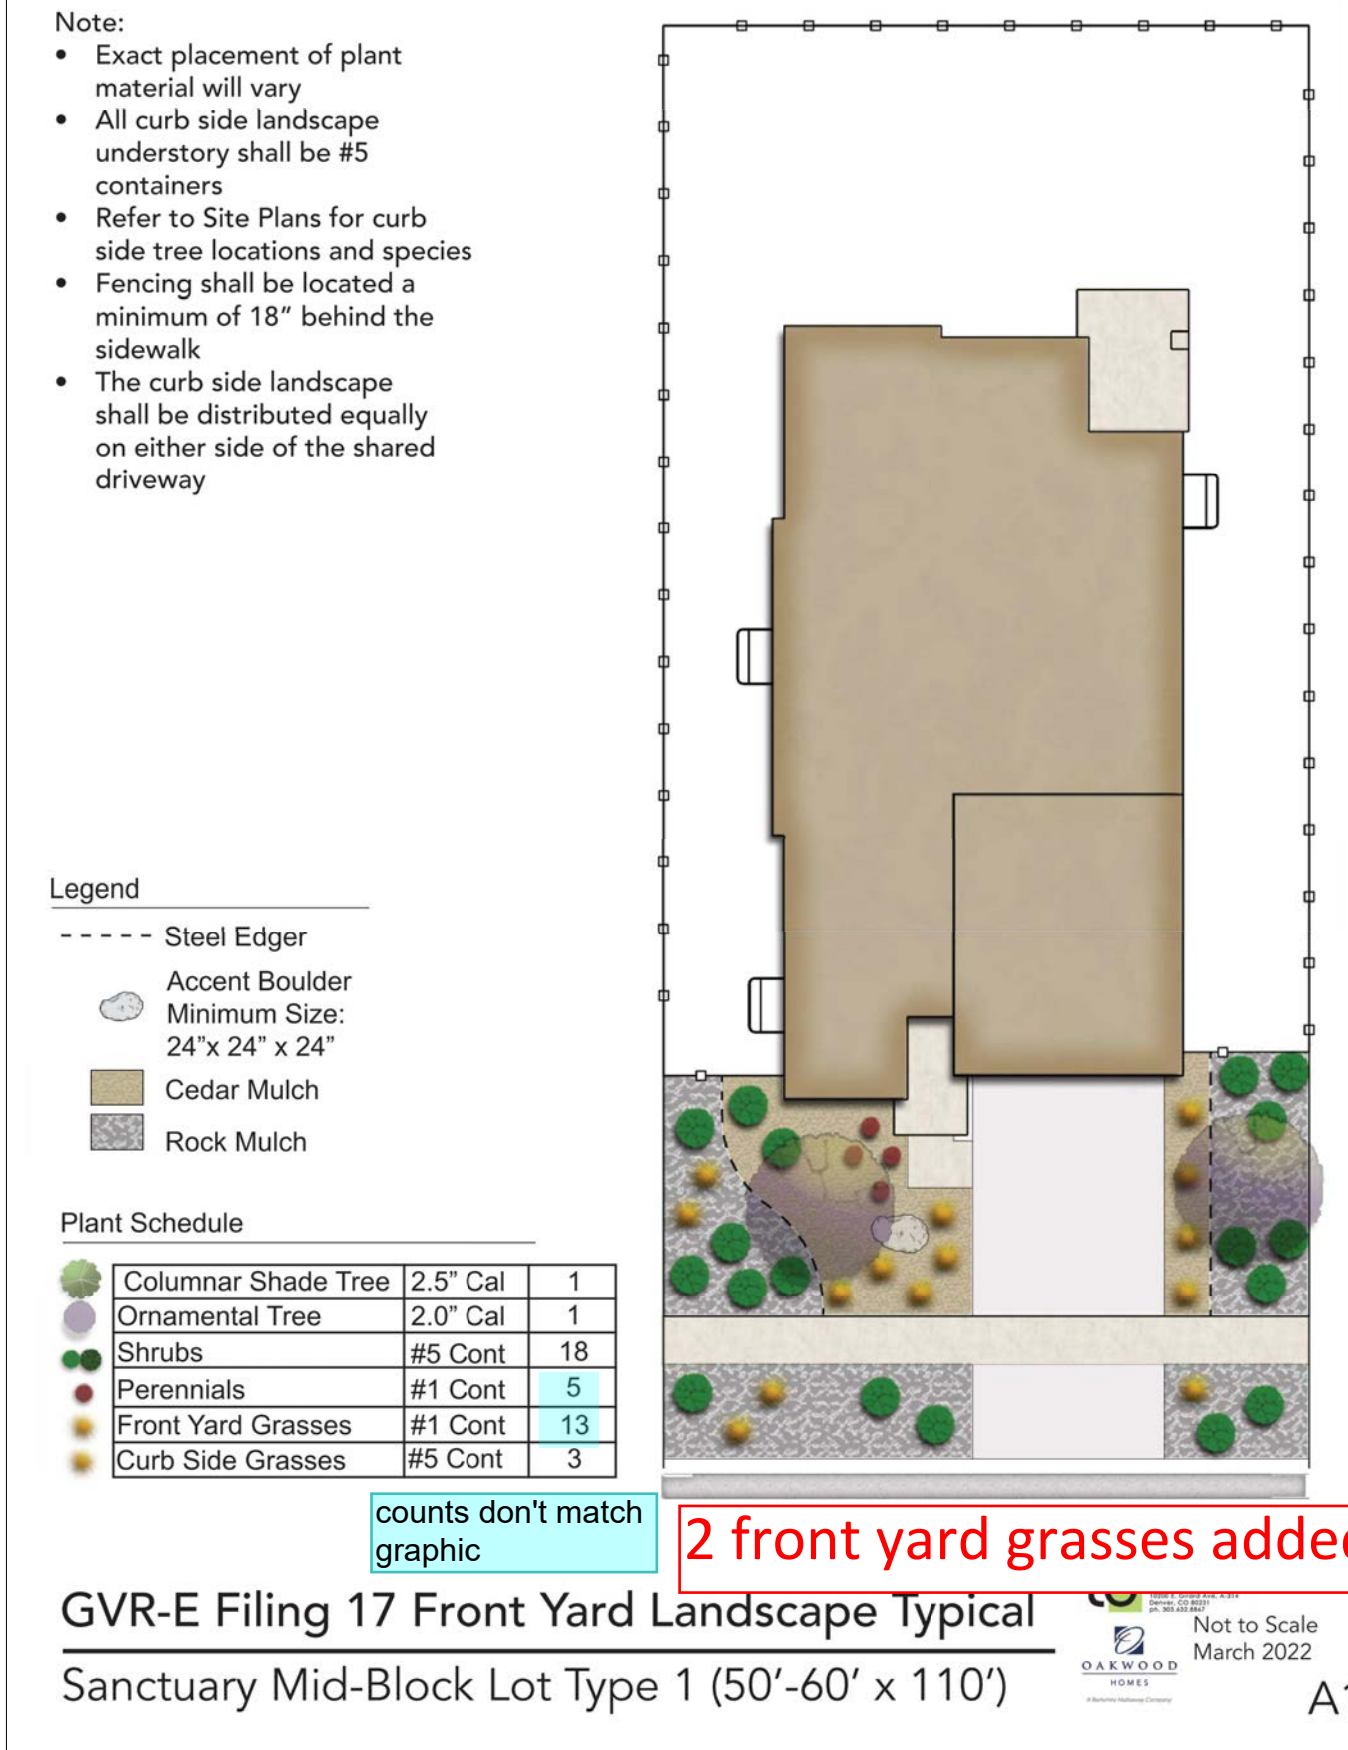 Note:
• Exact placement of plant
material will vary
• All curb side landscape
understory shall be #5
containers
• Refer to Site Plans for curb
side tree locations and species
• Fencing shall be located a
minimum of 18” behind the
sidewalk
• The curb side landscape
shall be distributed equally
on either side of the shared
driveway
Legend
Steel Edger
Accent Boulder
Minimum Size:
24”x 24” x 24”
Cedar Mulch
Rock Mulch
Plant Schedule
Columnar Shade Tree 2.5” Cal 1
Ornamental Tree 2.0” Cal 1
Shrubs #5 Cont 18
Perennials #1 Cont 5
Front Yard Grasses #1 Cont 13
Curb Side Grasses #5 Cont 3
counts don't match
graphic
2 front yard grasses added
GVR-E Filing 17 Front Yard Landscape Typical
Denver, CO 80231
Not to Scale
March 2022
OAKWOOD
HOMES
A Berkshire Hathaway Company
Sanctuary Mid-Block Lot Type 1 (50’-60’ x 110’)